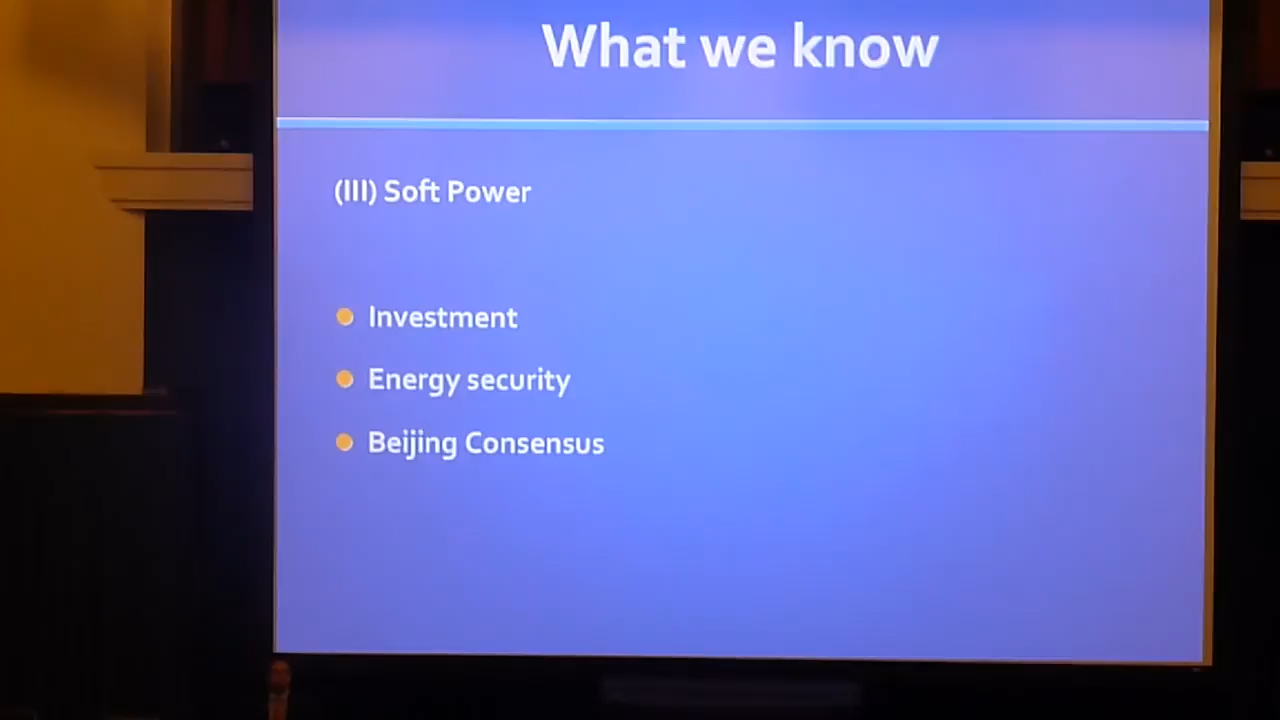 What we know
(III) Soft Power
Investment
Energy security
Beijing Consensus